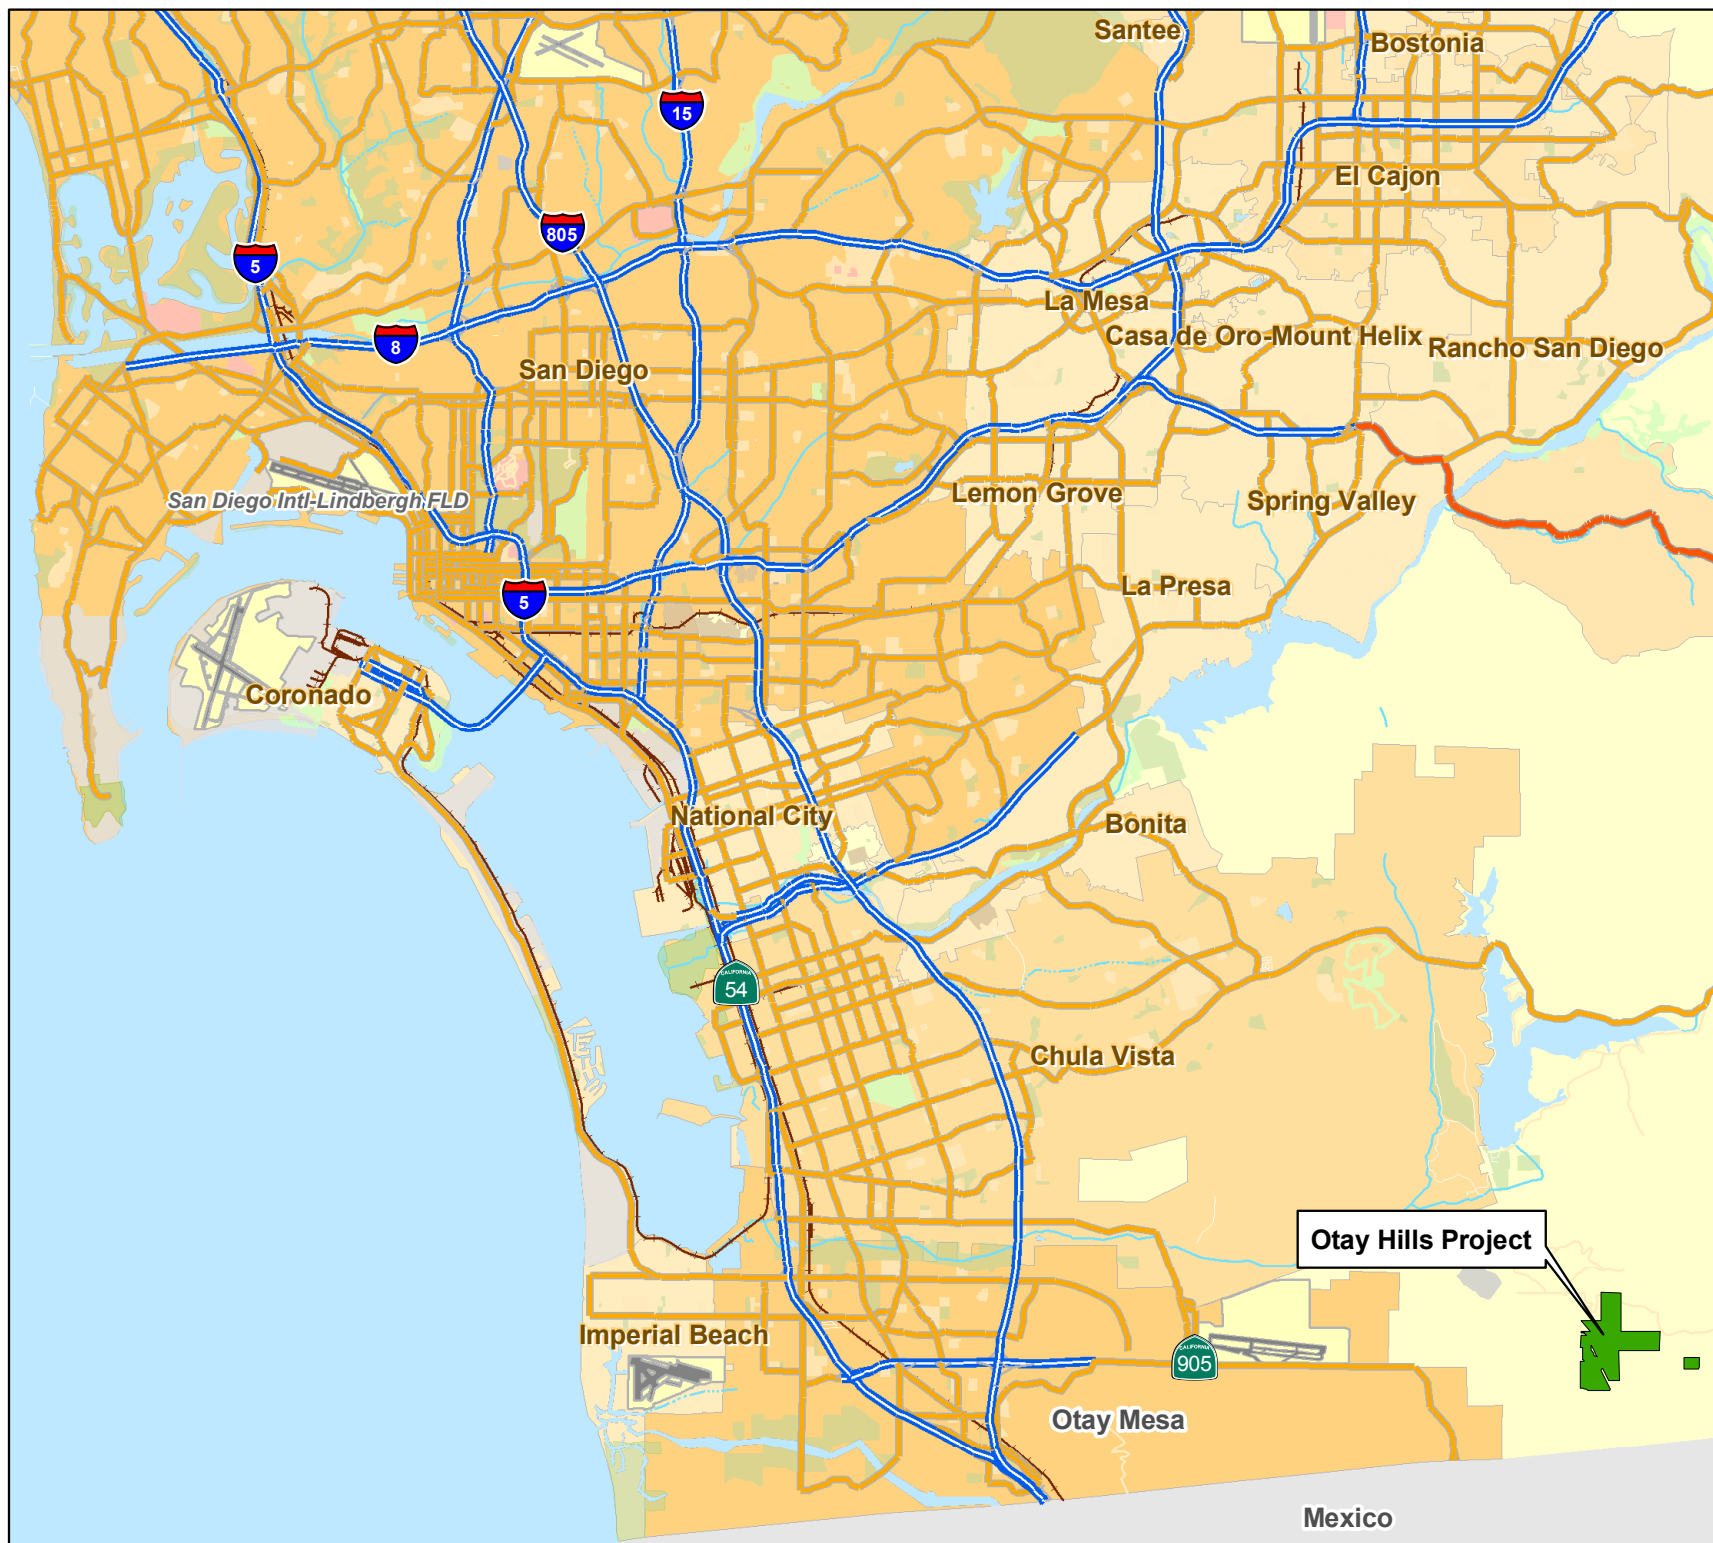 Santee
Bostonia
15
El Cajon
805
5
La Mesa
Casa de Oro-Mount Helix
Rancho San Diego
8
San Diego
San Diego Intl-Lindbergh FLD
Lemon Grove
Spring Valley
La Presa
5
Coronado
National City
Bonita
CALIFORNIA
54
Chula Vista
Otay Hills Project
Imperial Beach
CALIFORNIA
905
Otay Mesa
Mexico